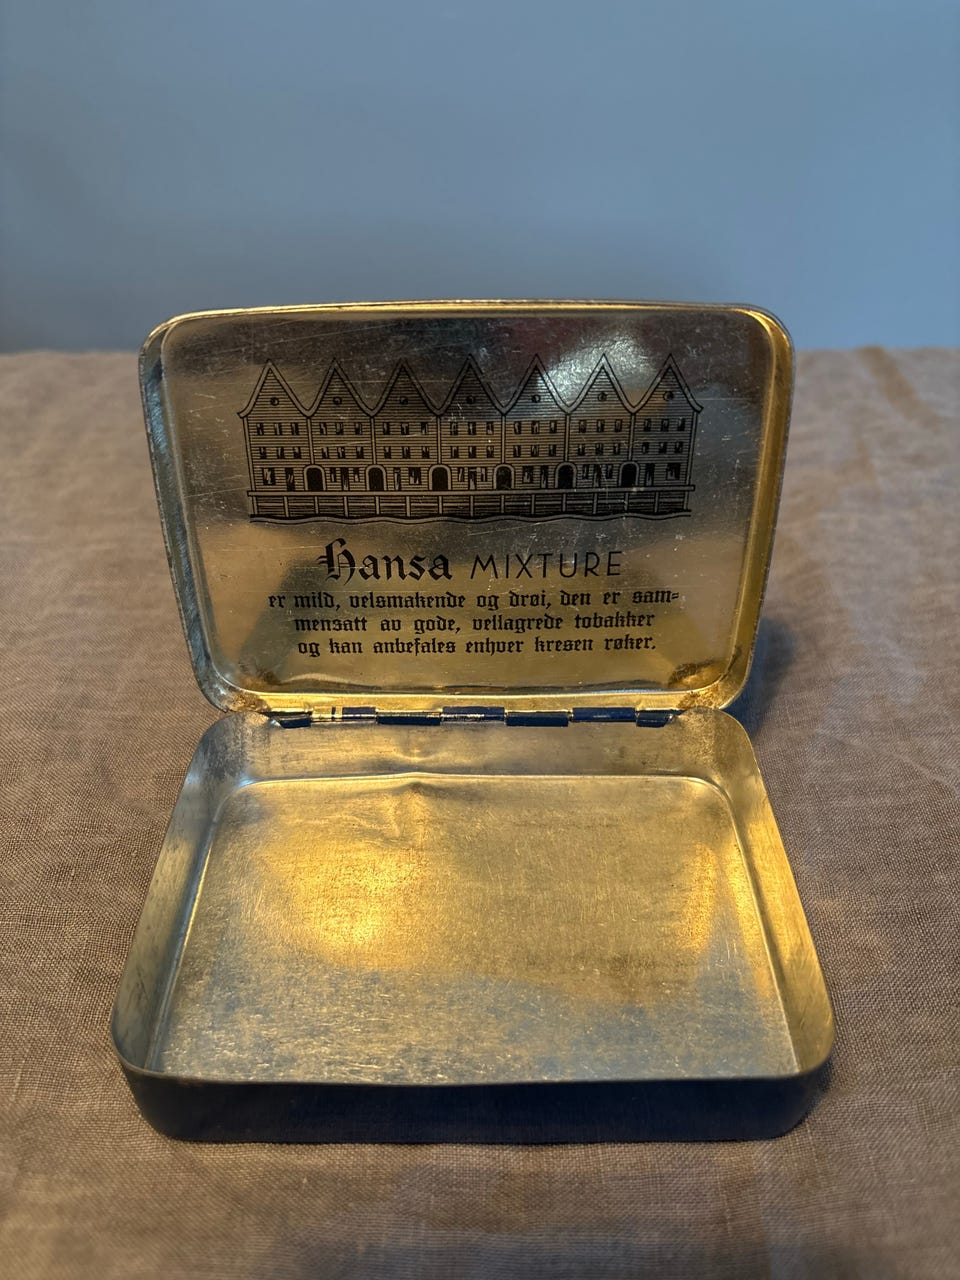 Hansa MIXTURE
er mild, velsmakende og drøi, den er sam-
mensatt av gode, vellagrede tobakker
og kan anbefales enhver kresen røker.